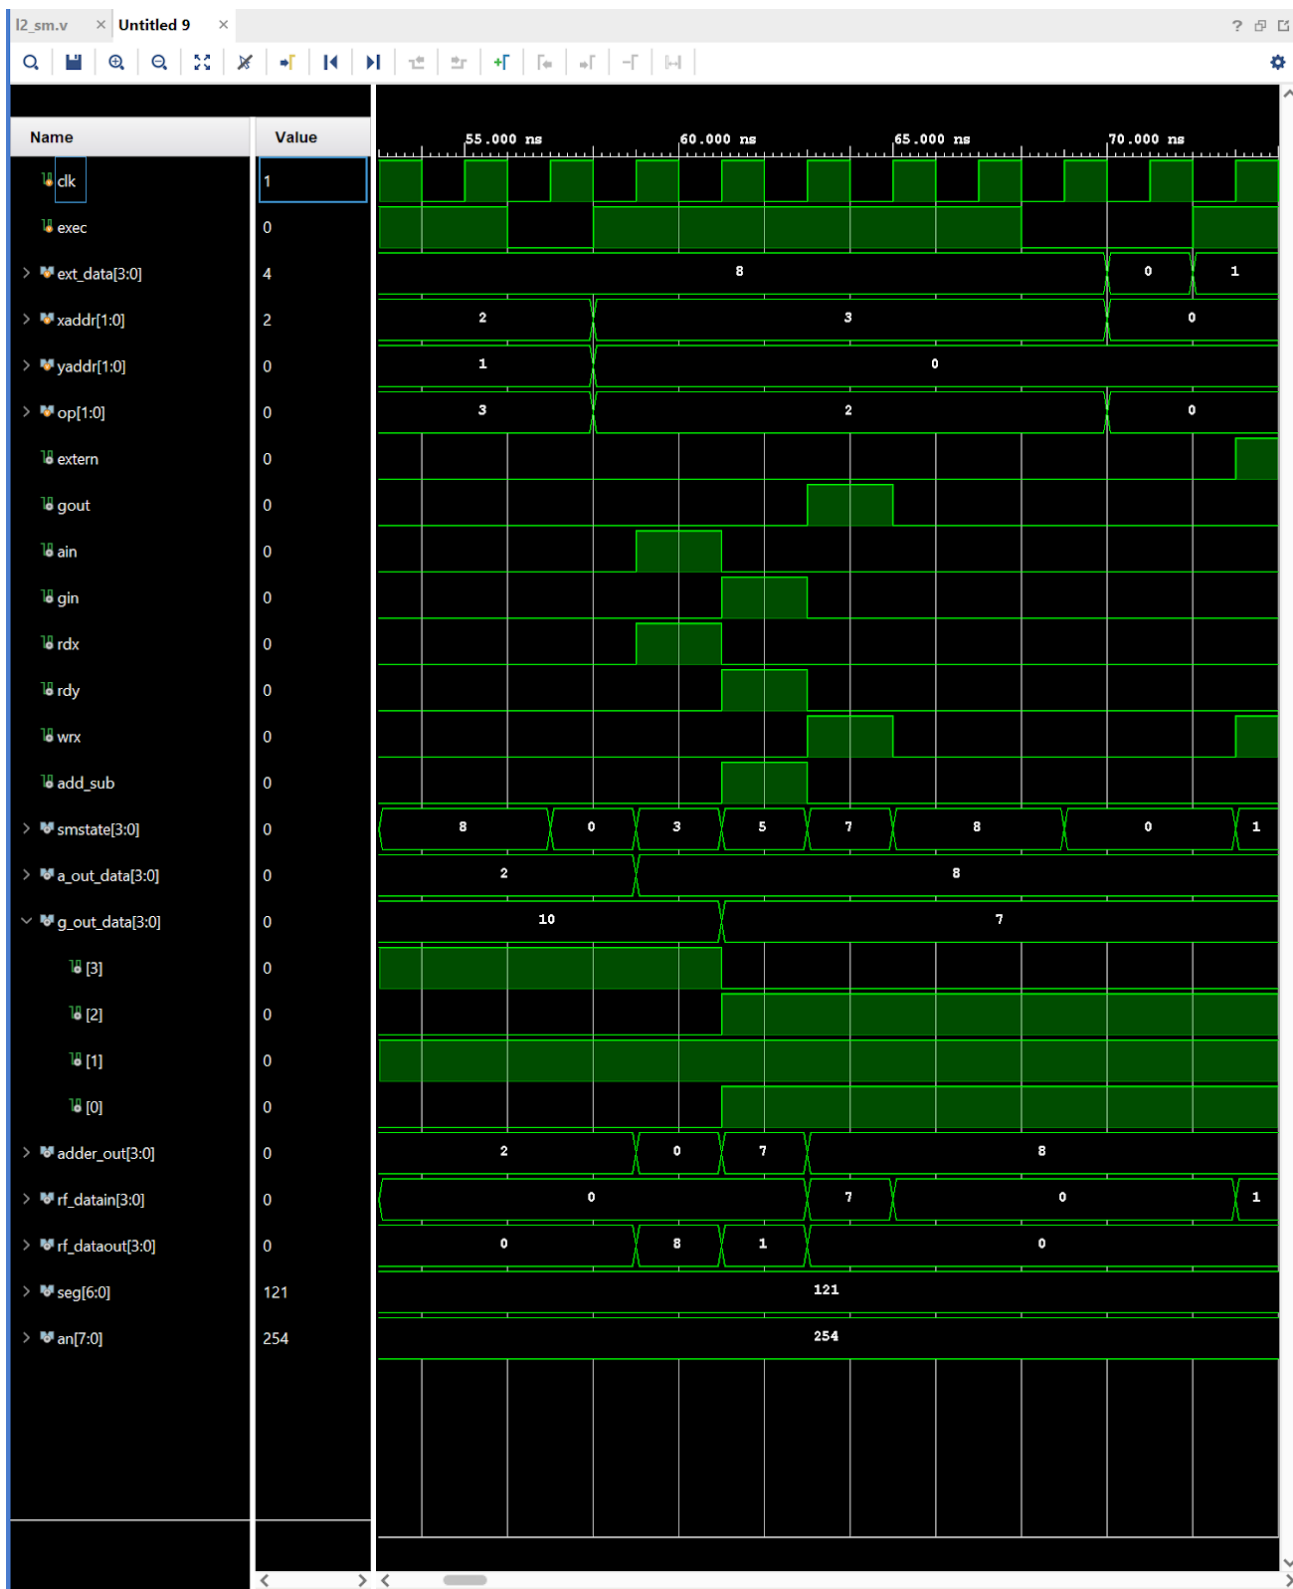 l2_sm.v × Untitled 9 × ?
Name Value
55.000 ns 60.000 ns 65.000 ns 70.000 ns
clk 1
exec 0
ext_data[3:0] 4 8 0 1
xaddr[1:0] 2 2 3 0
yaddr[1:0] 0 1 0
op[1:0] 0 3 2 0
extern 0
gout 0
ain 0
gin 0
rdx 0
rdy 0
wrx 0
add_sub 0
smstate[3:0] 0 8 0 3 5 7 8 0 1
a_out_data[3:0] 0 2 8
g_out_data[3:0] 0 10 7
[3] 0
[2] 0
[1] 0
[0] 0
adder_out[3:0] 0 2 0 7 8
rf_datain[3:0] 0 0 7 0 1
rf_dataout[3:0] 0 0 8 1 0
seg[6:0] 121 121
an[7:0] 254 254